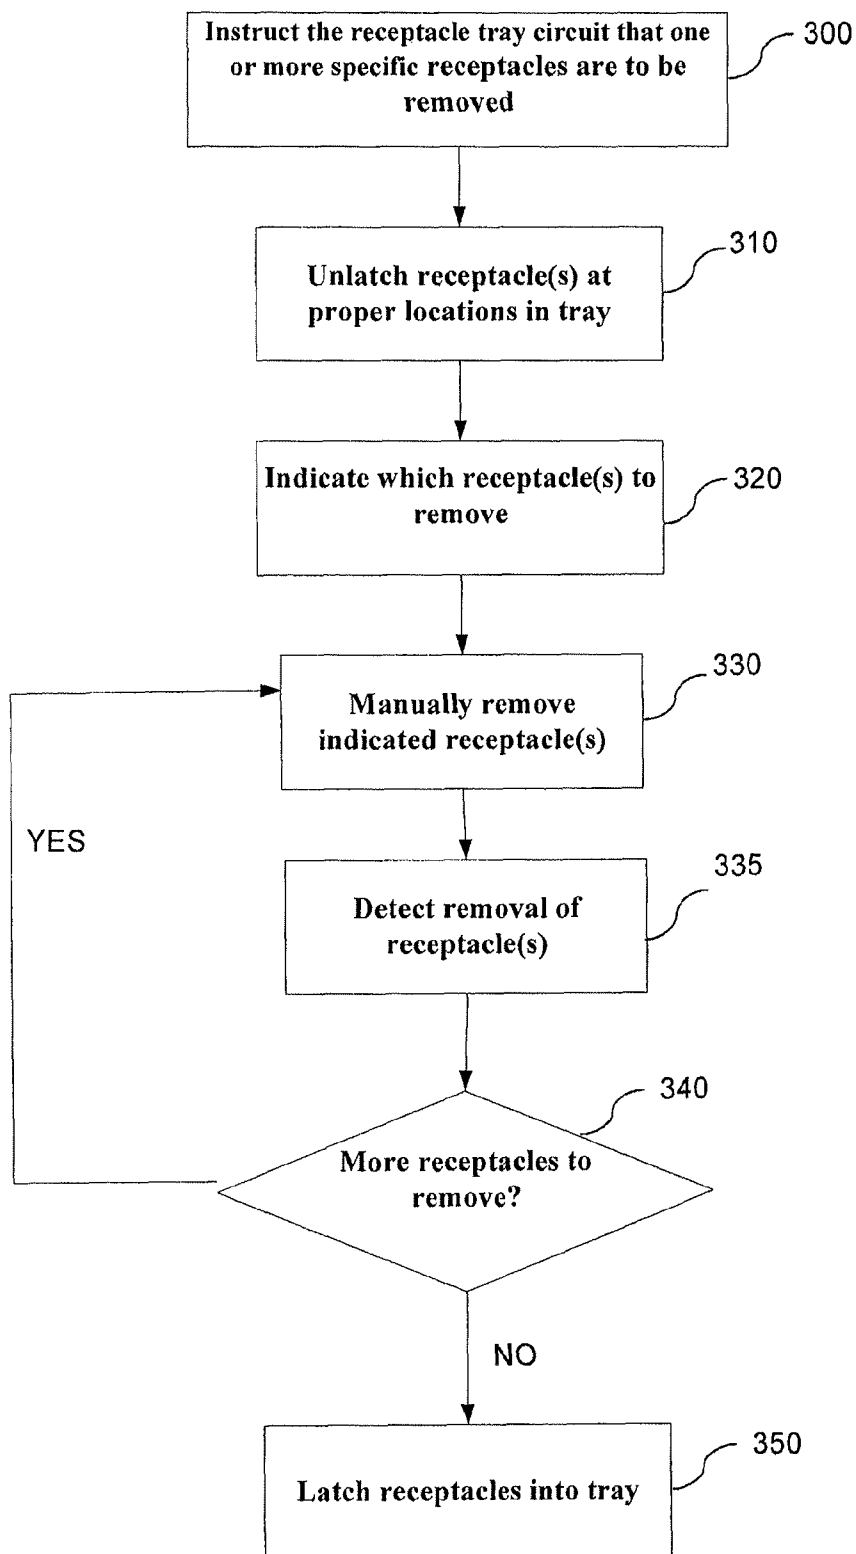 Instruct the receptacle tray circuit that one
or more specific receptacles are to be
removed
300
Unlatch receptacle(s) at
proper locations in tray
310
Indicate which receptacle(s) to
remove
320
Manually remove
indicated receptacle(s)
330
YES
Detect removal of
receptacle(s)
335
More receptacles to
remove?
340
NO
Latch receptacles into tray
350